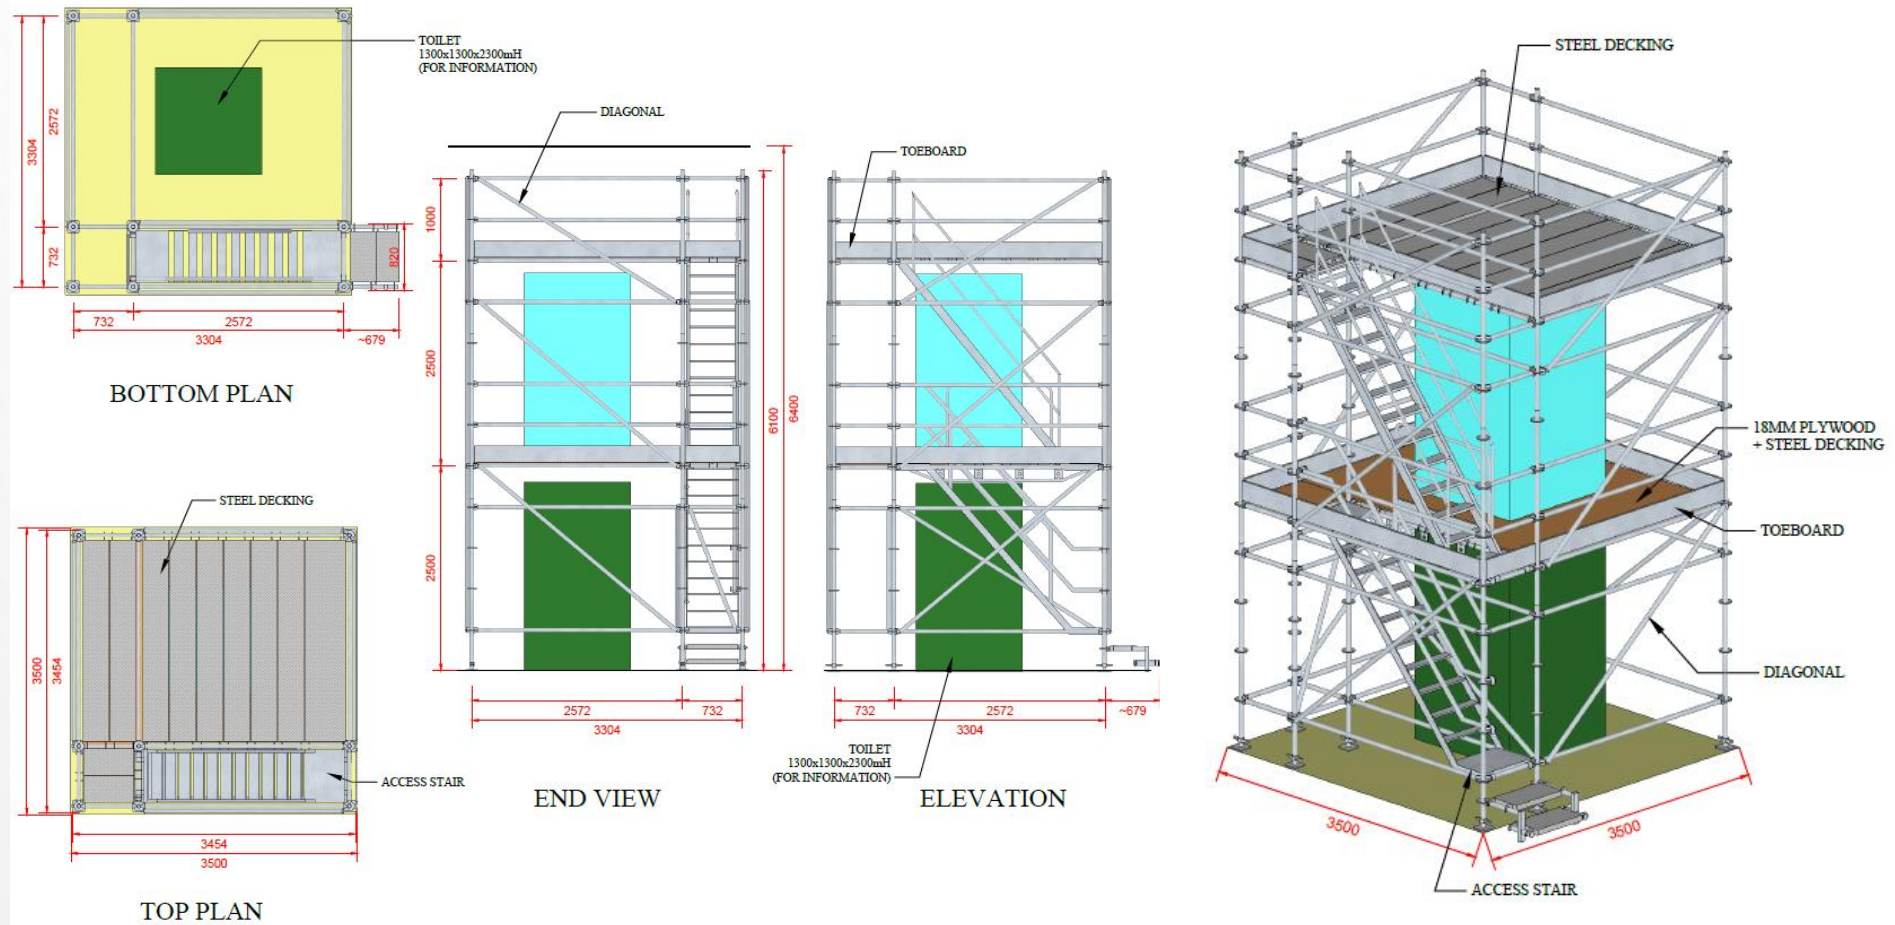 TOILET
1300x1300x2300mH
(FOR INFORMATION)
2572
3304
732
820
732
2572
3304
~679
BOTTOM PLAN
STEEL DECKING
3500
3454
ACCESS STAIR
3454
3500
TOP PLAN
DIAGONAL
1000
2500
2500
6100
6400
2572
732
3304
END VIEW
TOEBOARD
732
2572
~679
3304
TOILET
1300x1300x2300mH
(FOR INFORMATION)
ELEVATION
STEEL DECKING
18MM PLYWOOD
+ STEEL DECKING
TOEBOARD
DIAGONAL
3500
3500
ACCESS STAIR